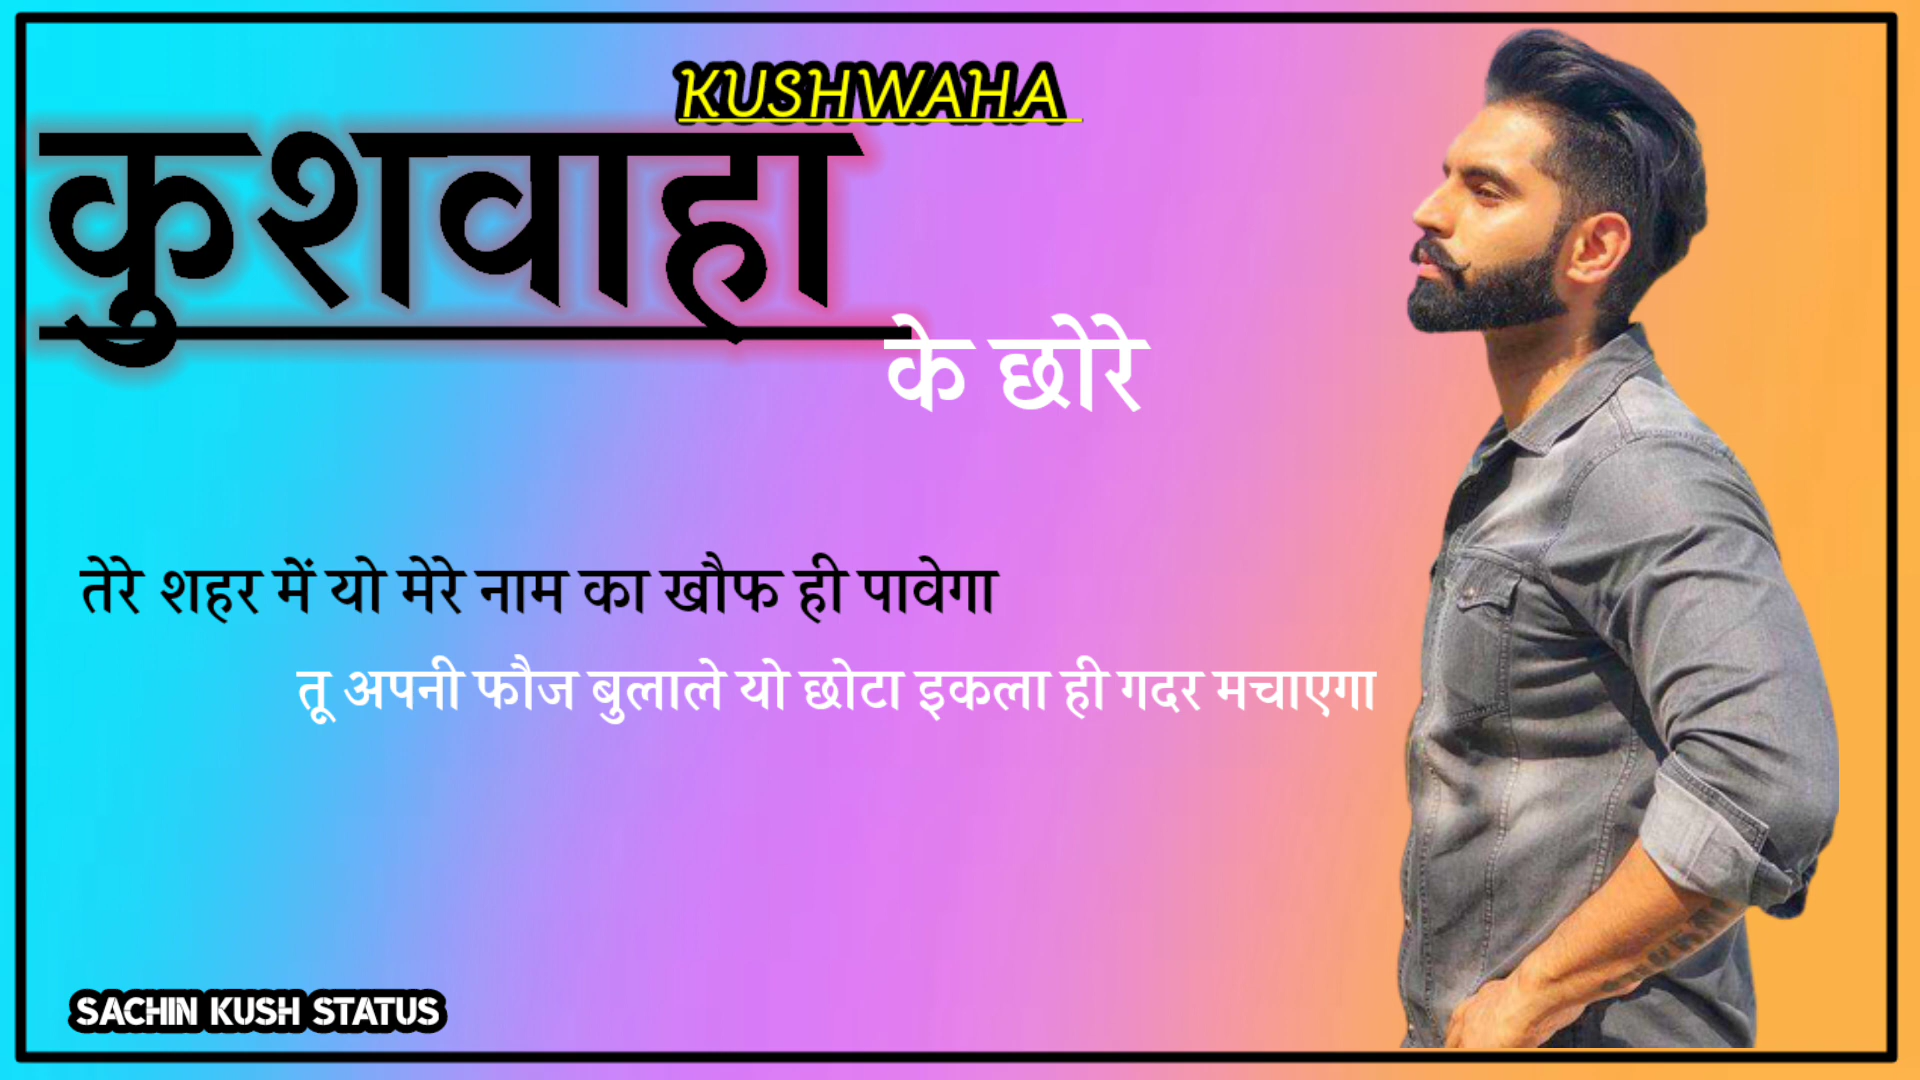 KUSHWAHA
कुशवाहा
के छोरे
तेरे शहर में यो मेरे नाम का खौफ ही पावेगा
तू अपनी फौज बुलाले यो छोटा इकला ही गदर मचाएगा
SACHIN KUSH STATUS